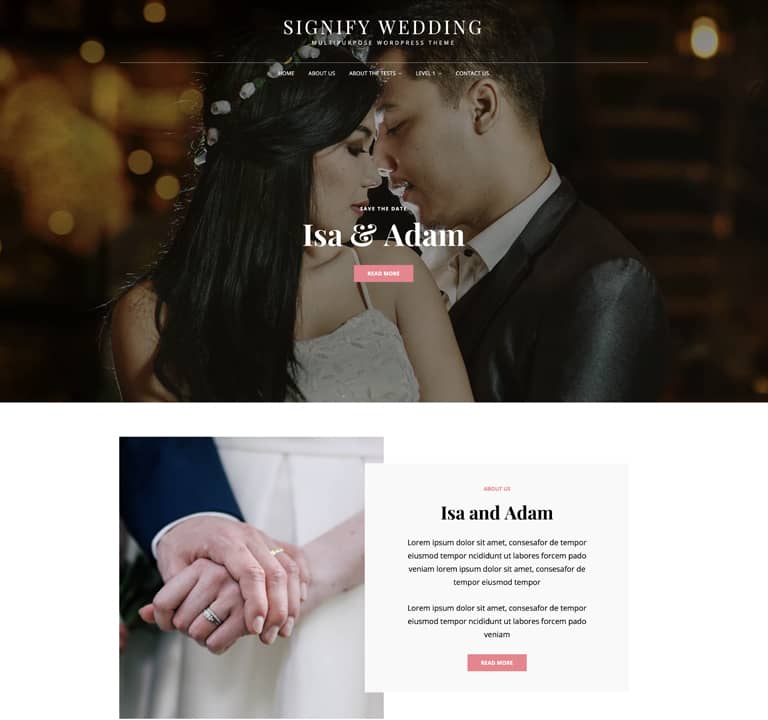 SIGNIFY WEDDING
MULTIPURPOSE WORDPRESS THEME
HOME ABOUT US ABOUT THE TESTS LEVEL 1 CONTACT US
SAVE THE DATE
Isa & Adam
READ MORE
ABOUT US
Isa and Adam
Lorem ipsum dolor sit amet, consesafor de tempor
eiusmod tempor ncididunt ut labores forcem pado
veniam lorem ipsum dolor sit amet, consesafor de
tempor eiusmod tempor
Lorem ipsum dolor sit amet, consesafor de tempor
eiusmod tempor ncididunt ut labores forcem pado
veniam
READ MORE